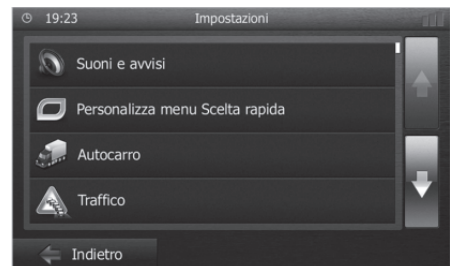 19:23 Impostazioni
Suoni e avvisi
Personalizza menu Scelta rapida
Autocarro
Traffico
Indietro